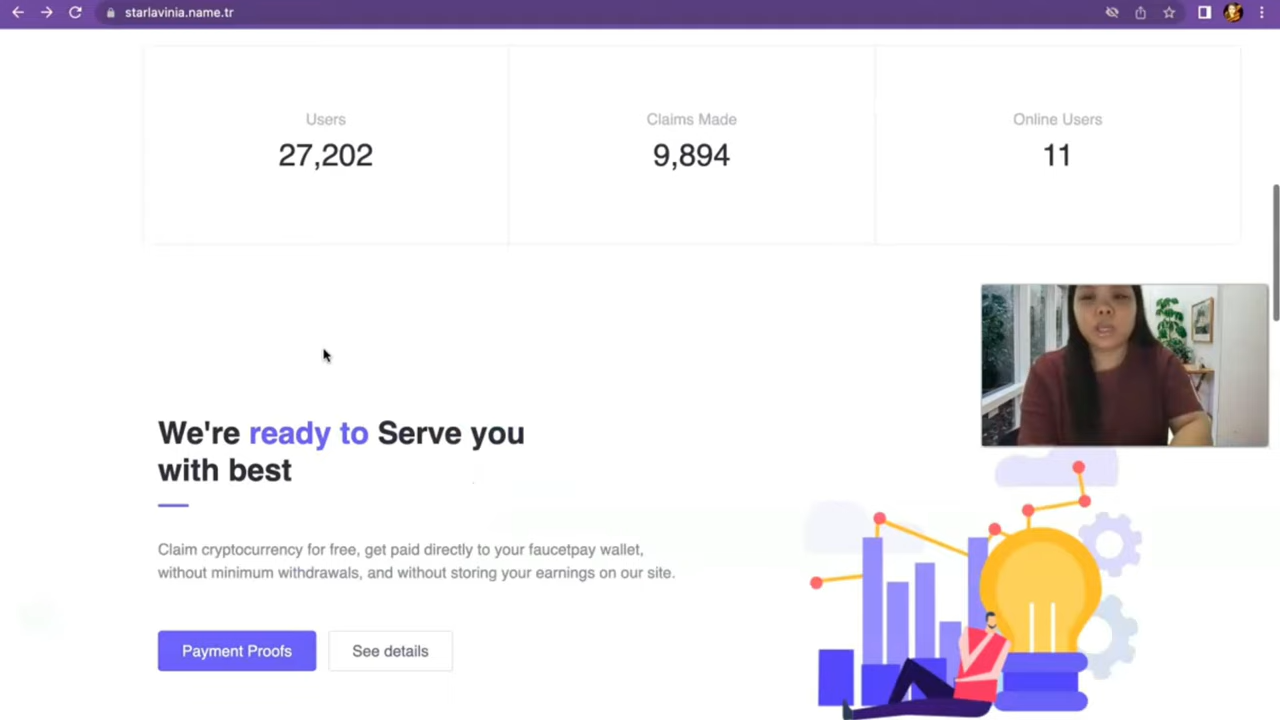 starlavinia.name.tr
Users
27,202
Claims Made
9,894
Online Users
11
We're ready to Serve you
with best
Claim cryptocurrency for free, get paid directly to your faucetpay wallet,
without minimum withdrawals, and without storing your earnings on our site.
Payment Proofs
See details